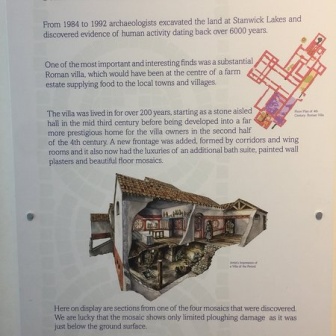 From 1984 to 1992 archaeologists excavated the land at Stanwick Lakes and
discovered evidence of human activity dating back over 6000 years.
One of the most important and interesting finds was a substantial
Roman villa, which would have been at the centre of a farm
estate supplying food to the local towns and villages.
The villa was lived in for over 200 years, starting as a stone aisled
hall in the mid third century before being developed into a far
more prestigious home for the villa owners in the second half
of the 4th century. A new frontage was added, formed by corridors and wing
rooms and it also now had the luxuries of an additional bath suite, painted wall
plasters and beautiful floor mosaics.
Here on display are sections from one of the four mosaics that were discovered.
We are lucky that the mosaic shows only limited ploughing damage as it was
just below the ground surface.